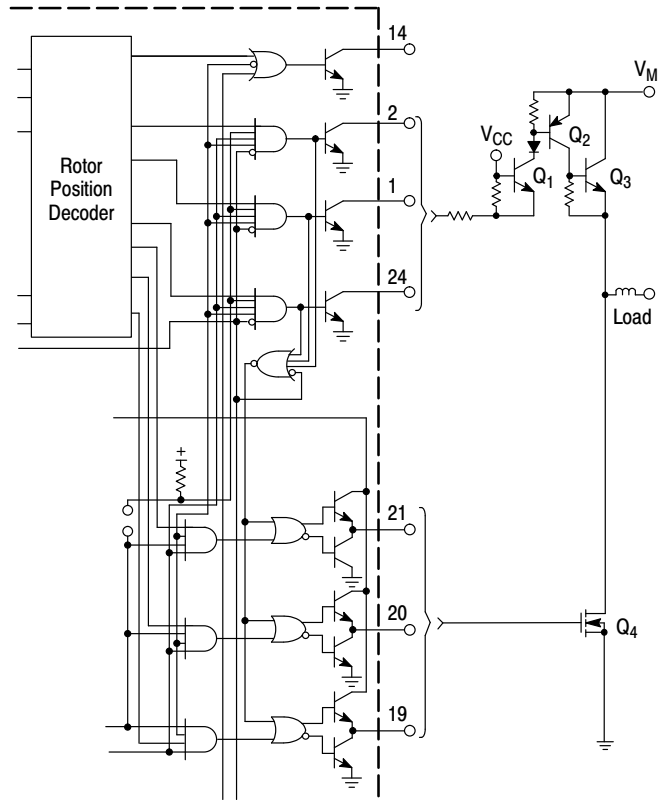 14
V_M
2
V_CC
Q_2
Q_1
Q_3
Rotor
Position
Decoder
1
24
Load
+
21
20
Q_4
19